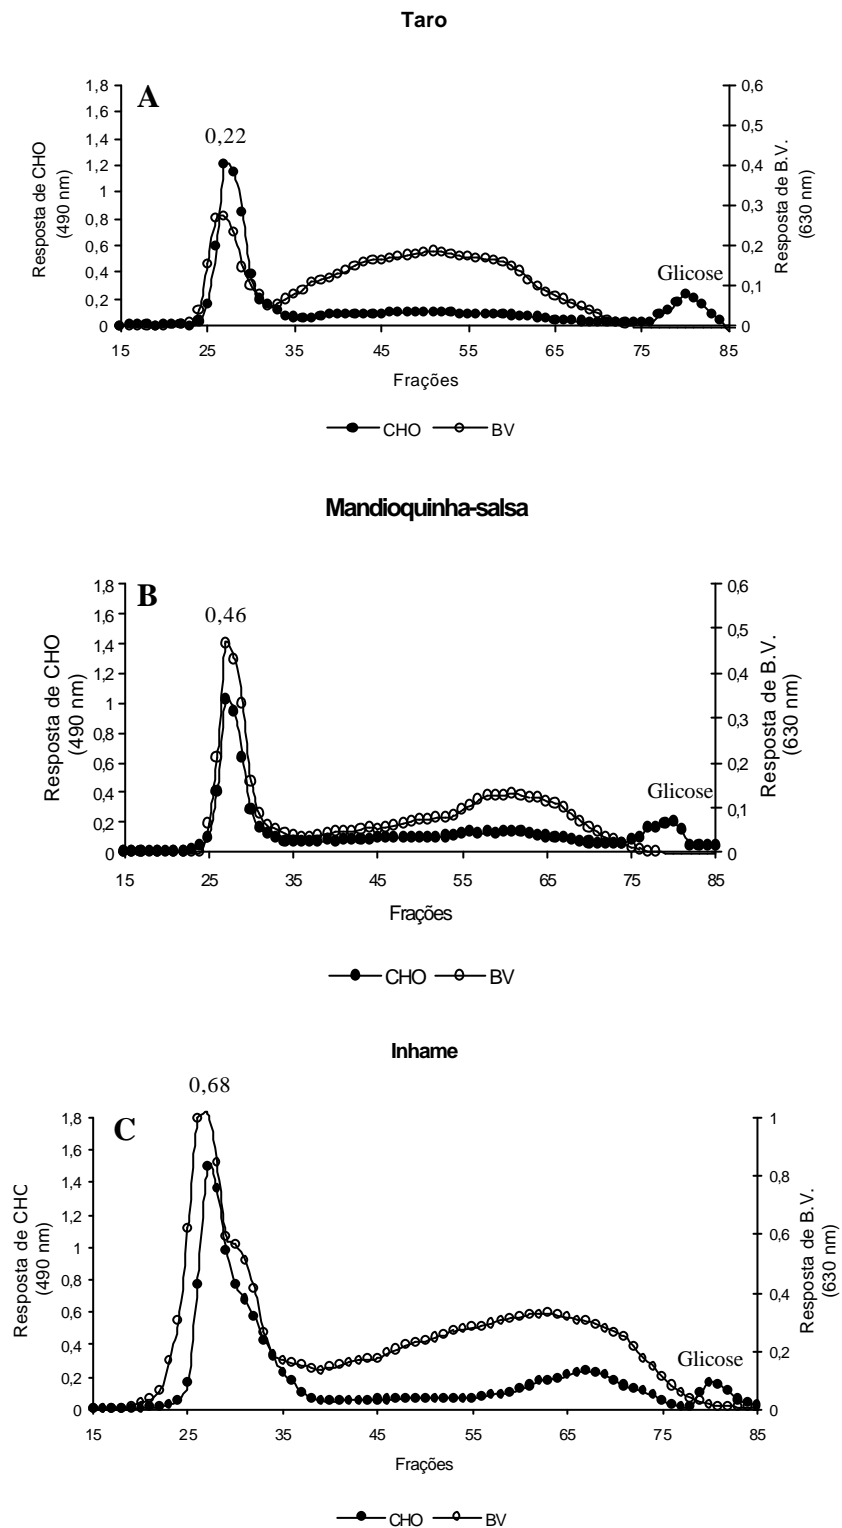 Taro
A
0,22
1,8
1,6
1,4
1,2
1
0,8
0,6
0,4
0,2
0
Resposta de CHO
(490 nm)
0,6
0,5
0,4
0,3
0,2
0,1
0
Resposta de B.V.
(630 nm)
Glicose
15 25 35 45 55 65 75 85
Frações
CHO BV
Mandioquinha-salsa
B
0,46
1,8
1,6
1,4
1,2
1
0,8
0,6
0,4
0,2
0
Resposta de CHO
(490 nm)
0,6
0,5
0,4
0,3
0,2
0,1
0
Resposta de B.V.
(630 nm)
Glicose
15 25 35 45 55 65 75 85
Frações
CHO BV
Inhame
0,68
C
1,8
1,6
1,4
1,2
1
0,8
0,6
0,4
0,2
0
Resposta de CHC
(490 nm)
1
0,8
0,6
0,4
0,2
0
Resposta de B.V.
(630 nm)
Glicose
15 25 35 45 55 65 75 85
Frações
CHO BV